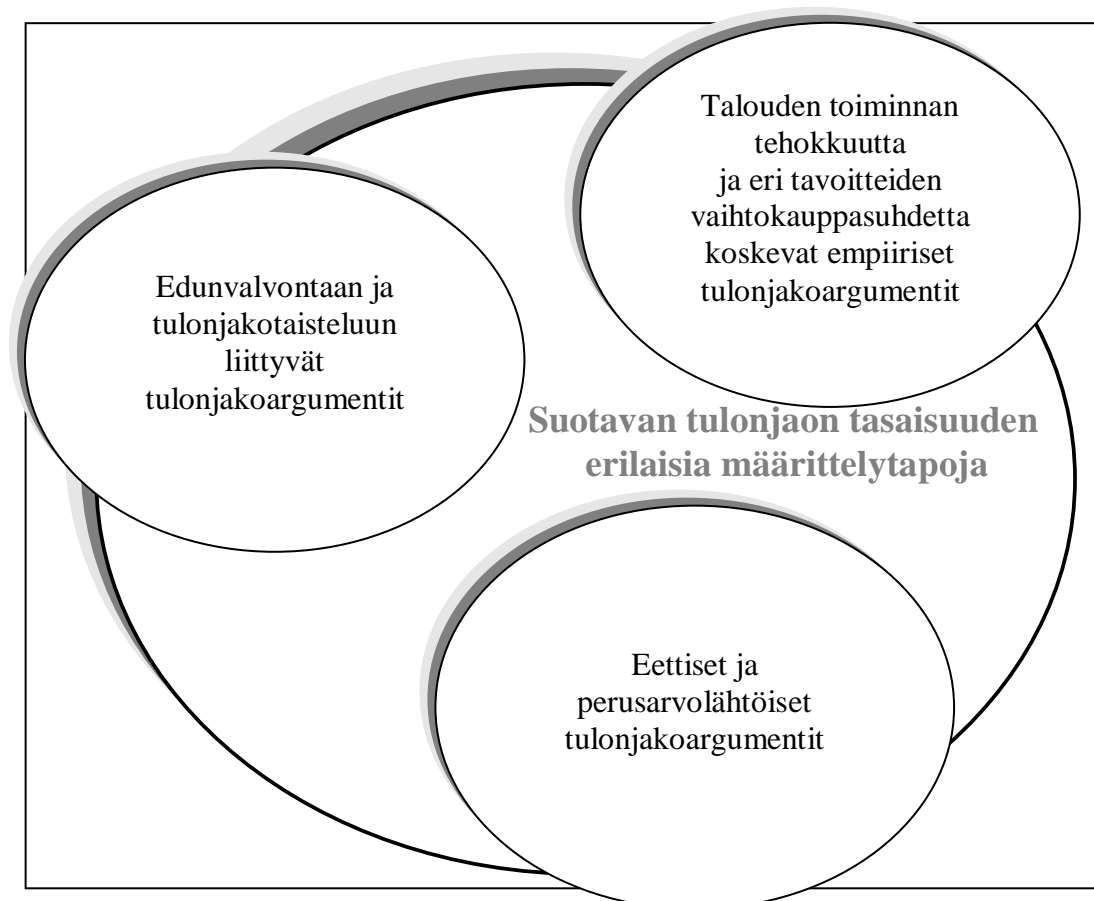 Talouden toiminnan
tehokkuutta
ja eri tavoitteiden
vaihtokauppasuhdetta
koskevat empiiriset
tulonjakoargumentit
Edunvalvontaan ja
tulonjakotaisteluun
liittyvät
tulonjakoargumentit
Suotavan tulonjaon tasaisuuden
erilaisia määrittelytapoja
Eettiset ja
perusarvolähtöiset
tulonjakoargumentit